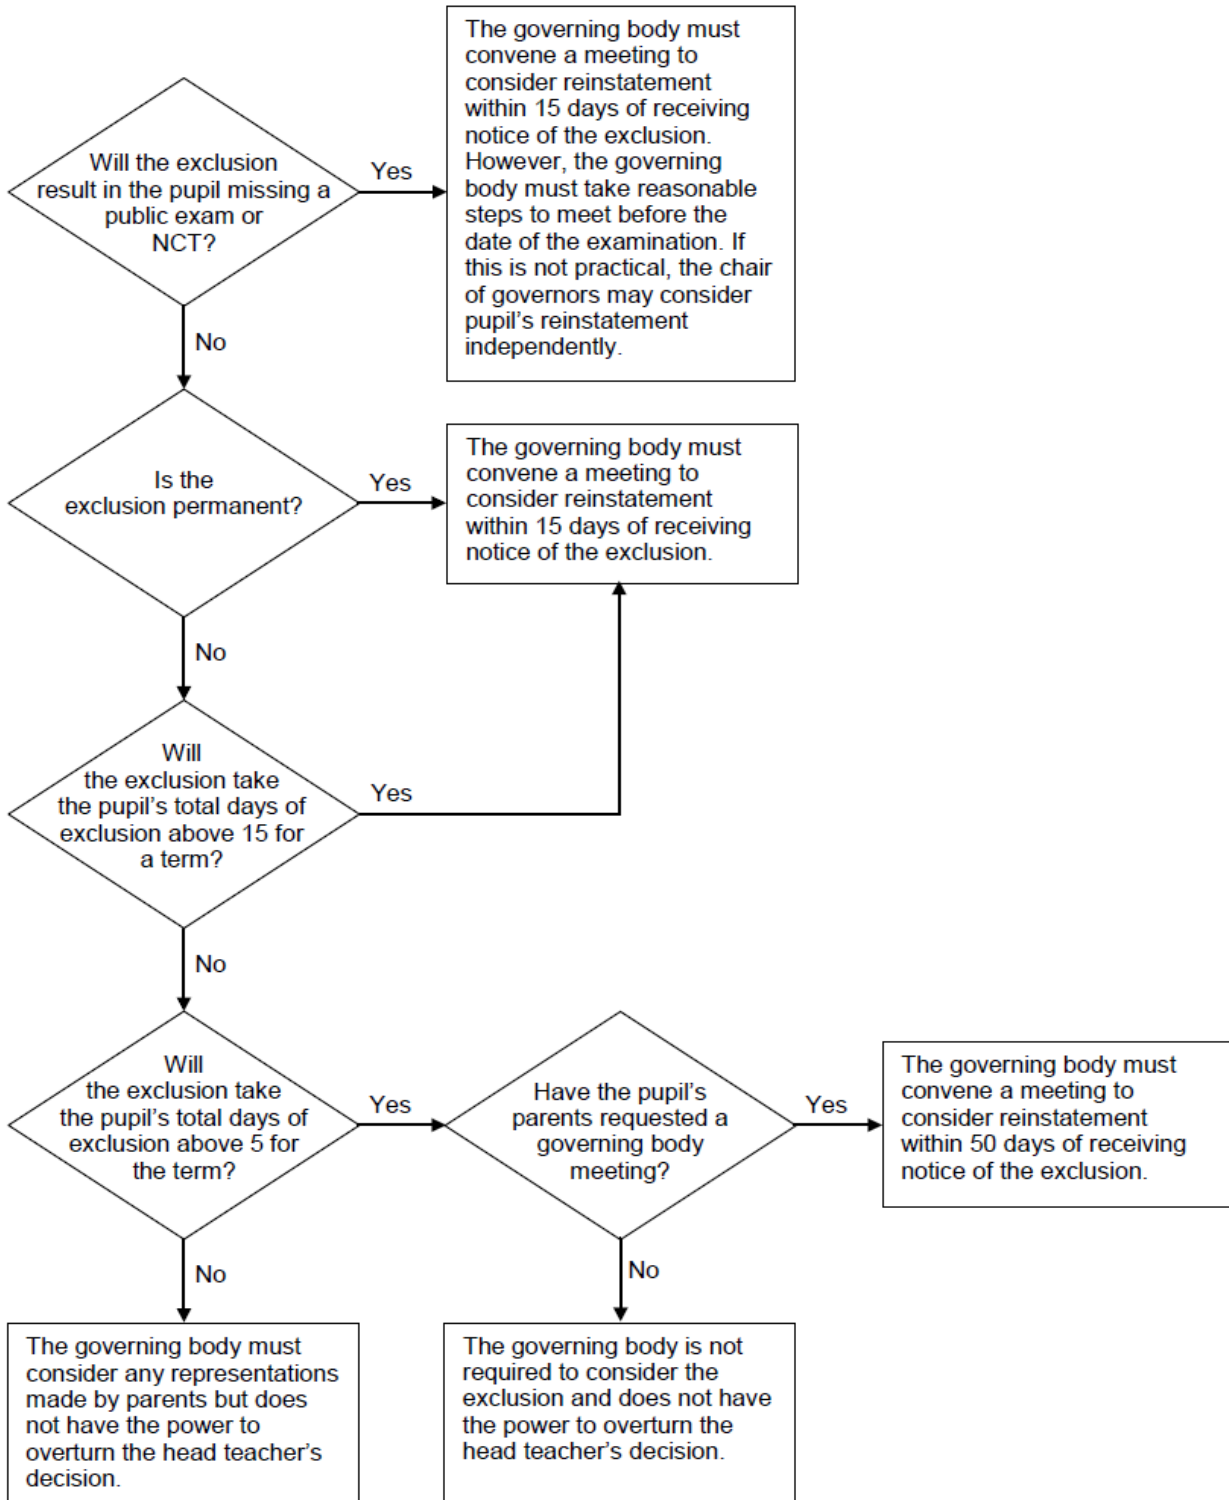 The governing body must
convene a meeting to
consider reinstatement
within 15 days of receiving
notice of the exclusion.
However, the governing
body must take reasonable
steps to meet before the
date of the examination. If
this is not practical, the chair
of governors may consider
pupil's reinstatement
independently.
Will the exclusion
result in the pupil missing a
public exam or
NCT?
Yes
No
Is the
exclusion permanent?
Yes
The governing body must
convene a meeting to
consider reinstatement
within 15 days of receiving
notice of the exclusion.
No
Will
the exclusion take
the pupil's total days of
exclusion above 15 for
a term?
Yes
No
Will
the exclusion take
the pupil's total days of
exclusion above 5 for
the term?
Yes
Have the pupil's
parents requested a
governing body
meeting?
Yes
The governing body must
convene a meeting to
consider reinstatement
within 50 days of receiving
notice of the exclusion.
No
No
The governing body must
consider any representations
made by parents but does
not have the power to
overturn the head teacher's
decision.
The governing body is not
required to consider the
exclusion and does not have
the power to overturn the
head teacher's decision.